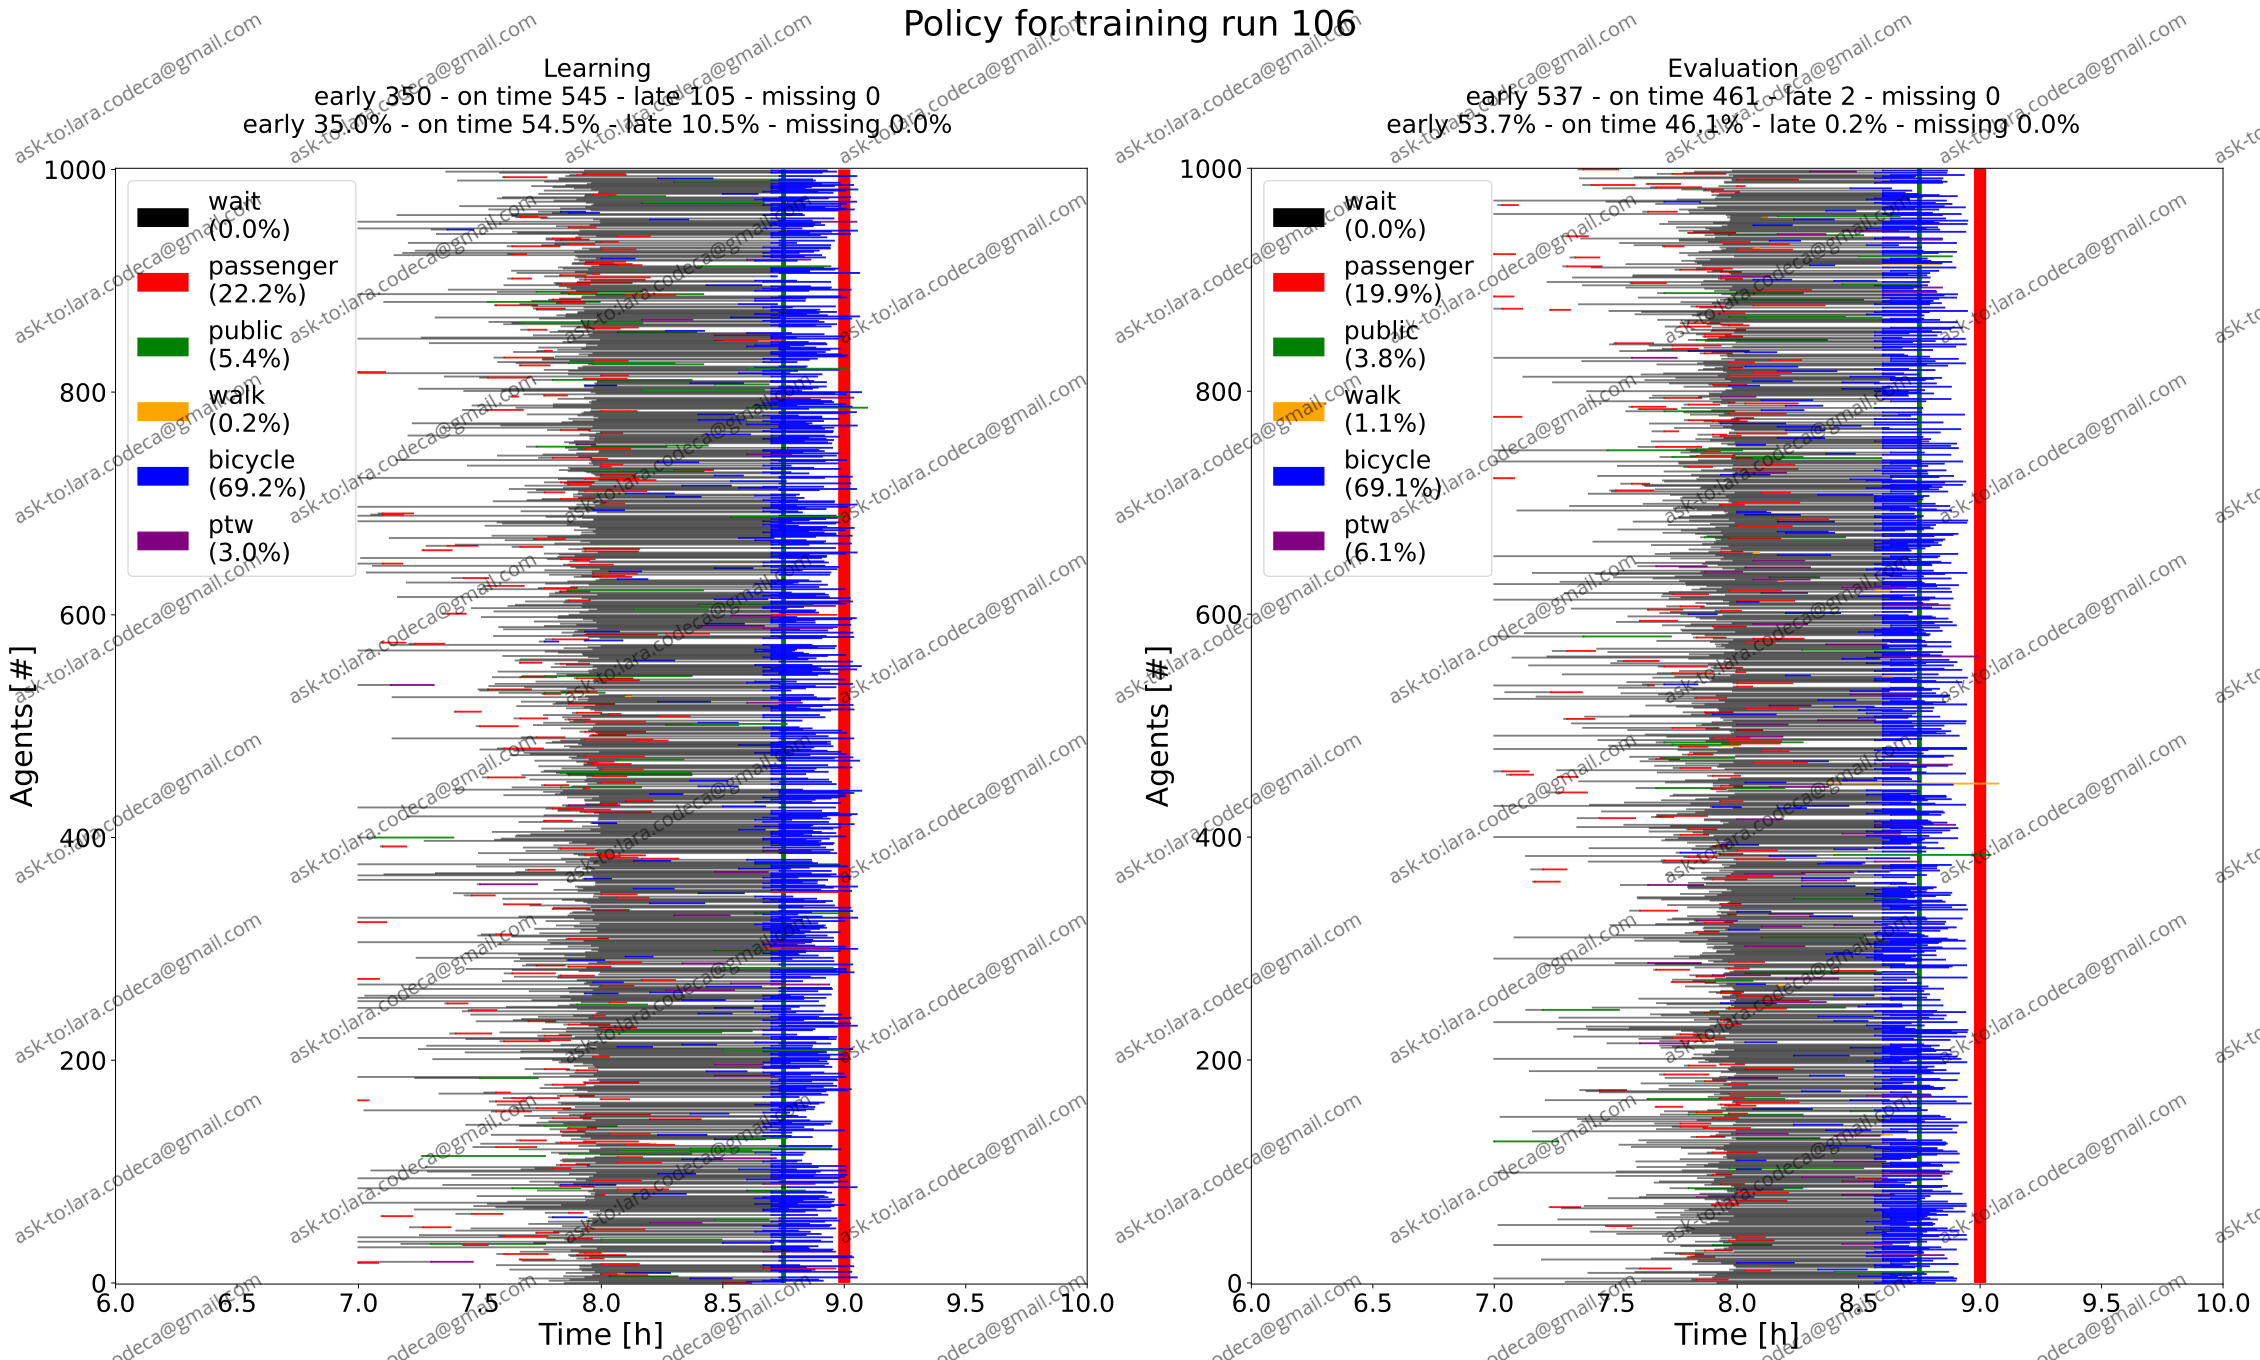 Policy for training run 106
Learning
early 350 - on time 545 - late 105 - missing 0
early 35.0% - on time 54.5% - late 10.5% - missing 0.0%
1000
800
600
400
200
0
Agents [#]
wait
(0.0%)
passenger
(22.2%)
public
(5.4%)
walk
(0.2%)
bicycle
(69.2%)
ptw
(3.0%)
6.0 6.5 7.0 7.5 8.0 8.5 9.0 9.5 10.0
Time [h]
Evaluation
early 537 - on time 461 - late 2 - missing 0
early 53.7% - on time 46.1% - late 0.2% - missing 0.0%
1000
800
600
400
200
0
Agents [#]
wait
(0.0%)
passenger
(19.9%)
public
(3.8%)
walk
(1.1%)
bicycle
(69.1%)
ptw
(6.1%)
6.0 6.5 7.0 7.5 8.0 8.5 9.0 9.5 10.0
Time [h]
ask-to:lara.codeca@gmail.com